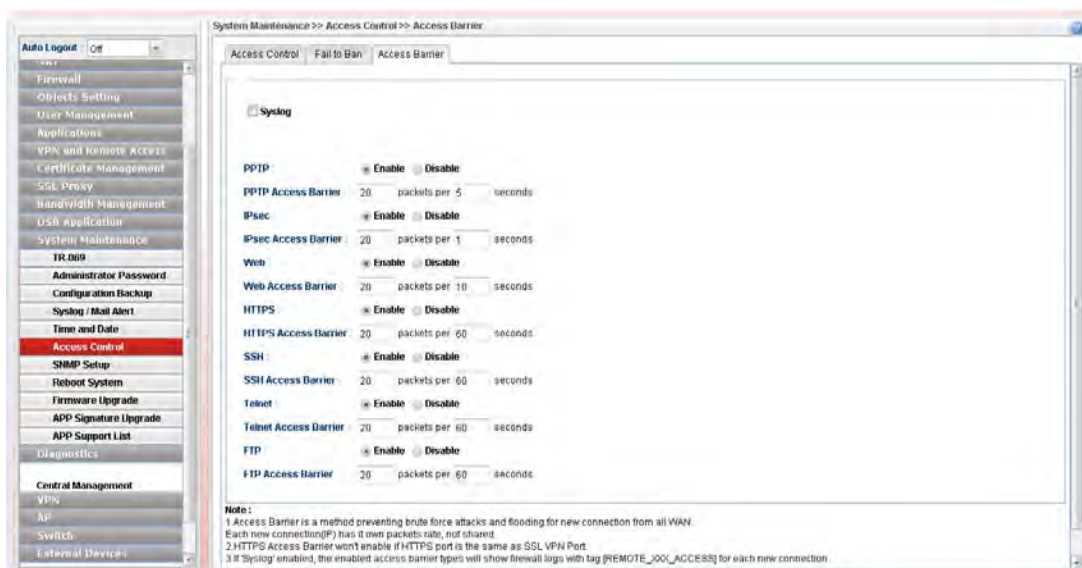 System Maintenance >> Access Control >> Access Barrier
Auto Logout : Off
Firewall
Objects Setting
User Management
Applications
VPN and Remote Access
Certificate Management
SSL Proxy
Bandwidth Management
USB Application
System Maintenance
TR-069
Administrator Password
Configuration Backup
Syslog / Mail Alert
Time and Date
Access Control
SNMP Setup
Reboot System
Firmware Upgrade
APP Signature Upgrade
APP Support List
Diagnostics
Central Management
VPN
AP
Switch
External Devices
Access Control Fail to Ban Access Barrier
Syslog
PPTP : Enable Disable
PPTP Access Barrier : 20 packets per 5 seconds
IPsec : Enable Disable
IPsec Access Barrier : 20 packets per 1 seconds
Web : Enable Disable
Web Access Barrier : 20 packets per 10 seconds
HTTPS : Enable Disable
HTTPS Access Barrier : 20 packets per 60 seconds
SSH : Enable Disable
SSH Access Barrier : 20 packets per 60 seconds
Telnet : Enable Disable
Telnet Access Barrier : 20 packets per 60 seconds
FTP : Enable Disable
FTP Access Barrier : 20 packets per 60 seconds
Note :
1.Access Barrier is a method preventing brute force attacks and flooding for new connection from all WAN.
Each new connection(IP) has it own packets rate, not shared.
2.HTTPS Access Barrier won't enable if HTTPS port is the same as SSL VPN Port.
3.If 'Syslog' enabled, the enabled access barrier types will show firewall logs with tag [REMOTE_XXX_ACCESS] for each new connection.